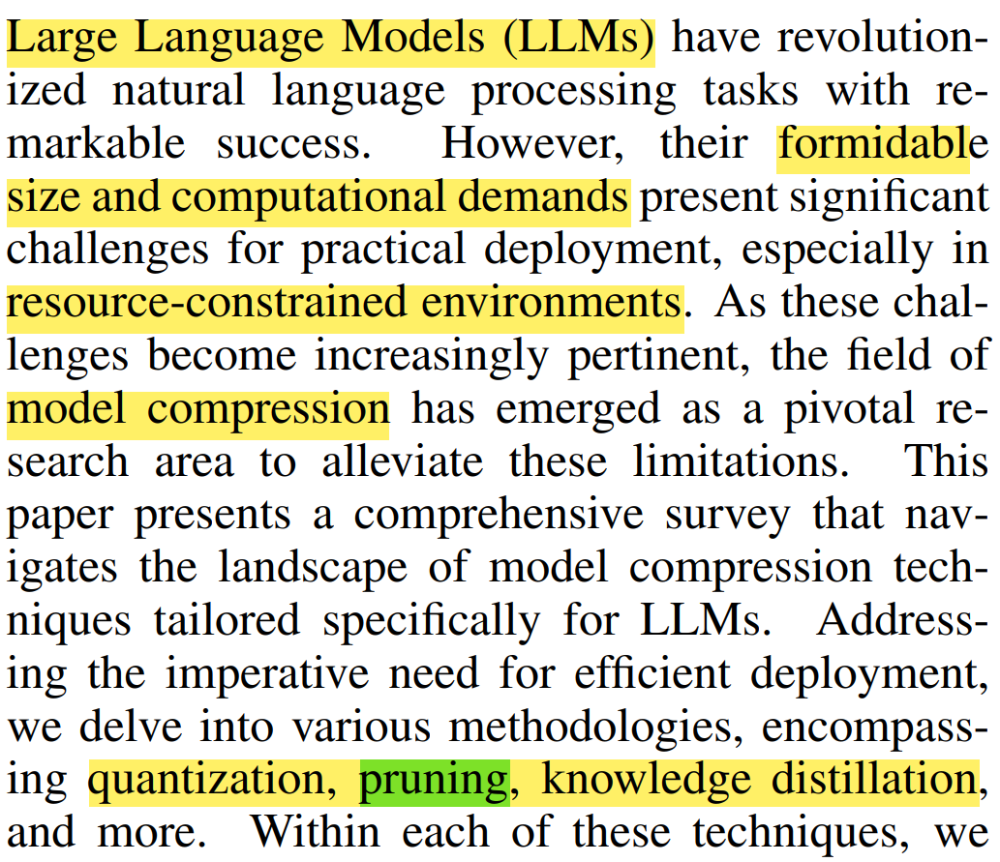 Large Language Models (LLMs) have revolution-
ized natural language processing tasks with re-
markable success. However, their formidable
size and computational demands present significant
challenges for practical deployment, especially in
resource-constrained environments. As these chal-
lenges become increasingly pertinent, the field of
model compression has emerged as a pivotal re-
search area to alleviate these limitations. This
paper presents a comprehensive survey that nav-
igates the landscape of model compression tech-
niques tailored specifically for LLMs. Address-
ing the imperative need for efficient deployment,
we delve into various methodologies, encompass-
ing quantization, pruning, knowledge distillation,
and more. Within each of these techniques, we